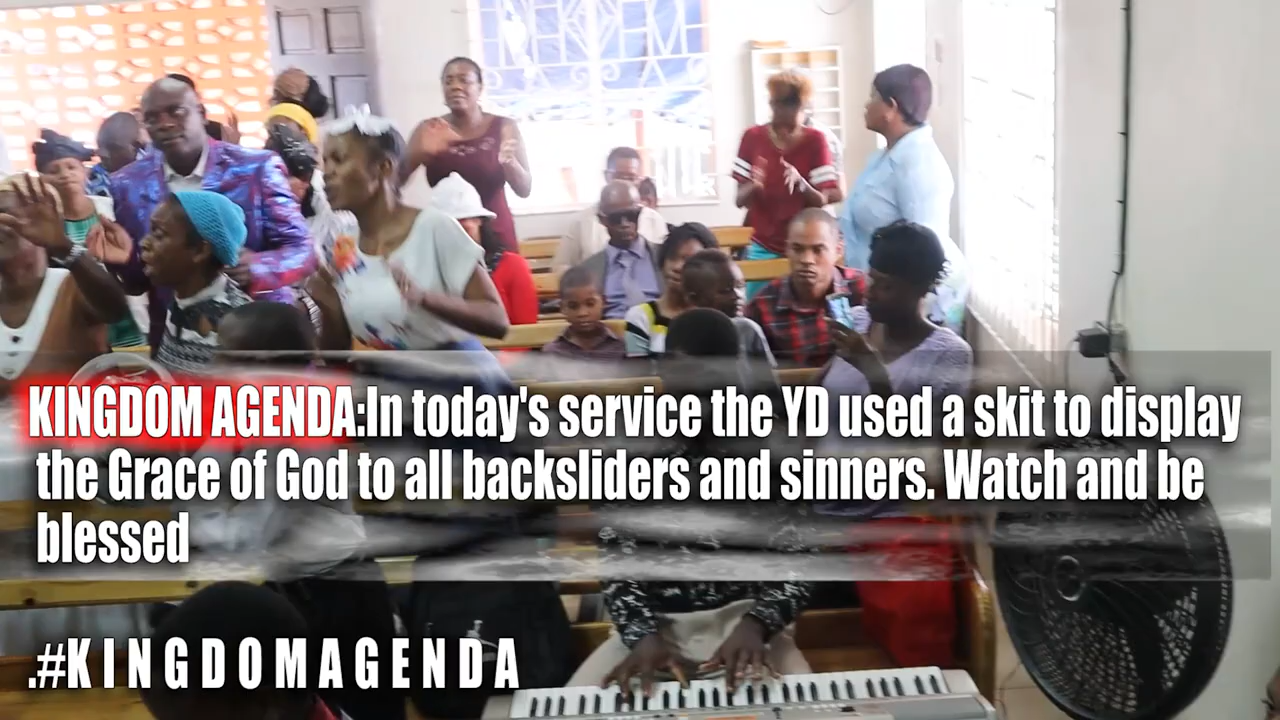 KINGDOM AGENDA:In today's service the YD used a skit to display
the Grace of God to all backsliders and sinners. Watch and be
blessed
.#KINGDOMAGENDA